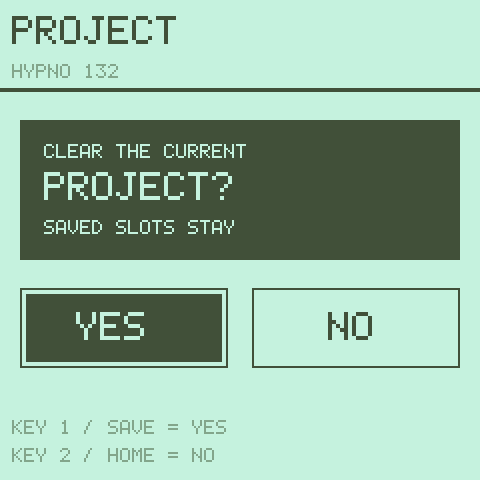 PROJECT
HYPNO 132
CLEAR THE CURRENT
PROJECT?
SAVED SLOTS STAY
YES NO
KEY 1 / SAVE = YES
KEY 2 / HOME = NO